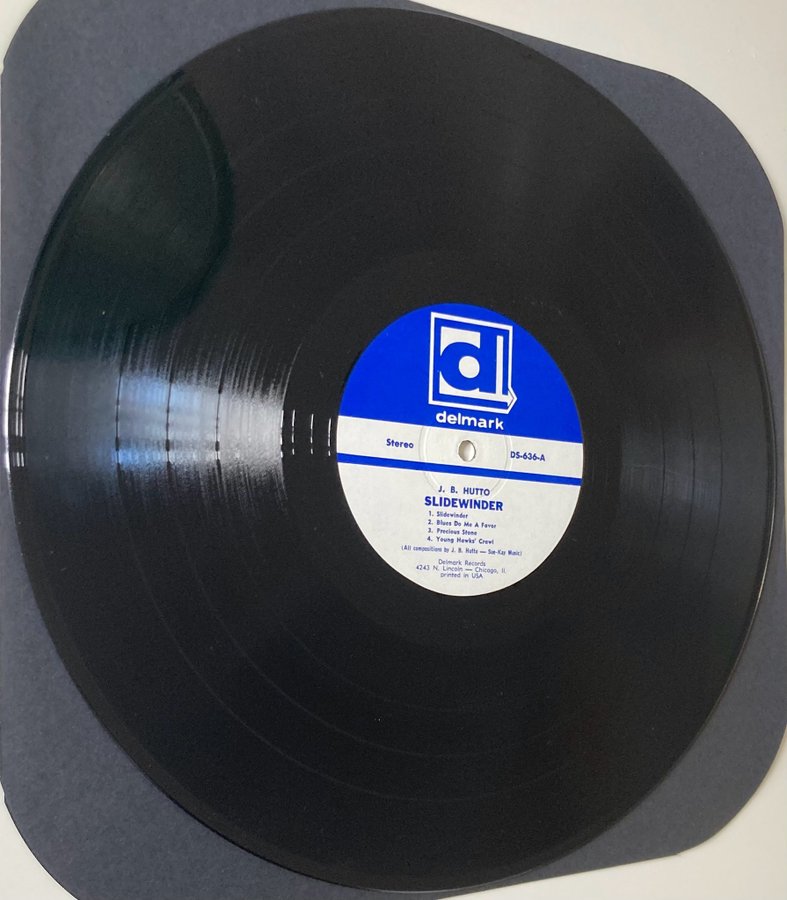 d
delmark
Stereo
DS-636-A
J. B. HUTTO
SLIDEWINDER
1. Slidewinder
2. Blues Do Me A Favor
3. Precious Stone
4. Young Hawks' Crawl
(All compositions by J. B. Hutto — Sue-Kay Music)
Delmark Records
4243 N. Lincoln — Chicago, Il.
printed in USA